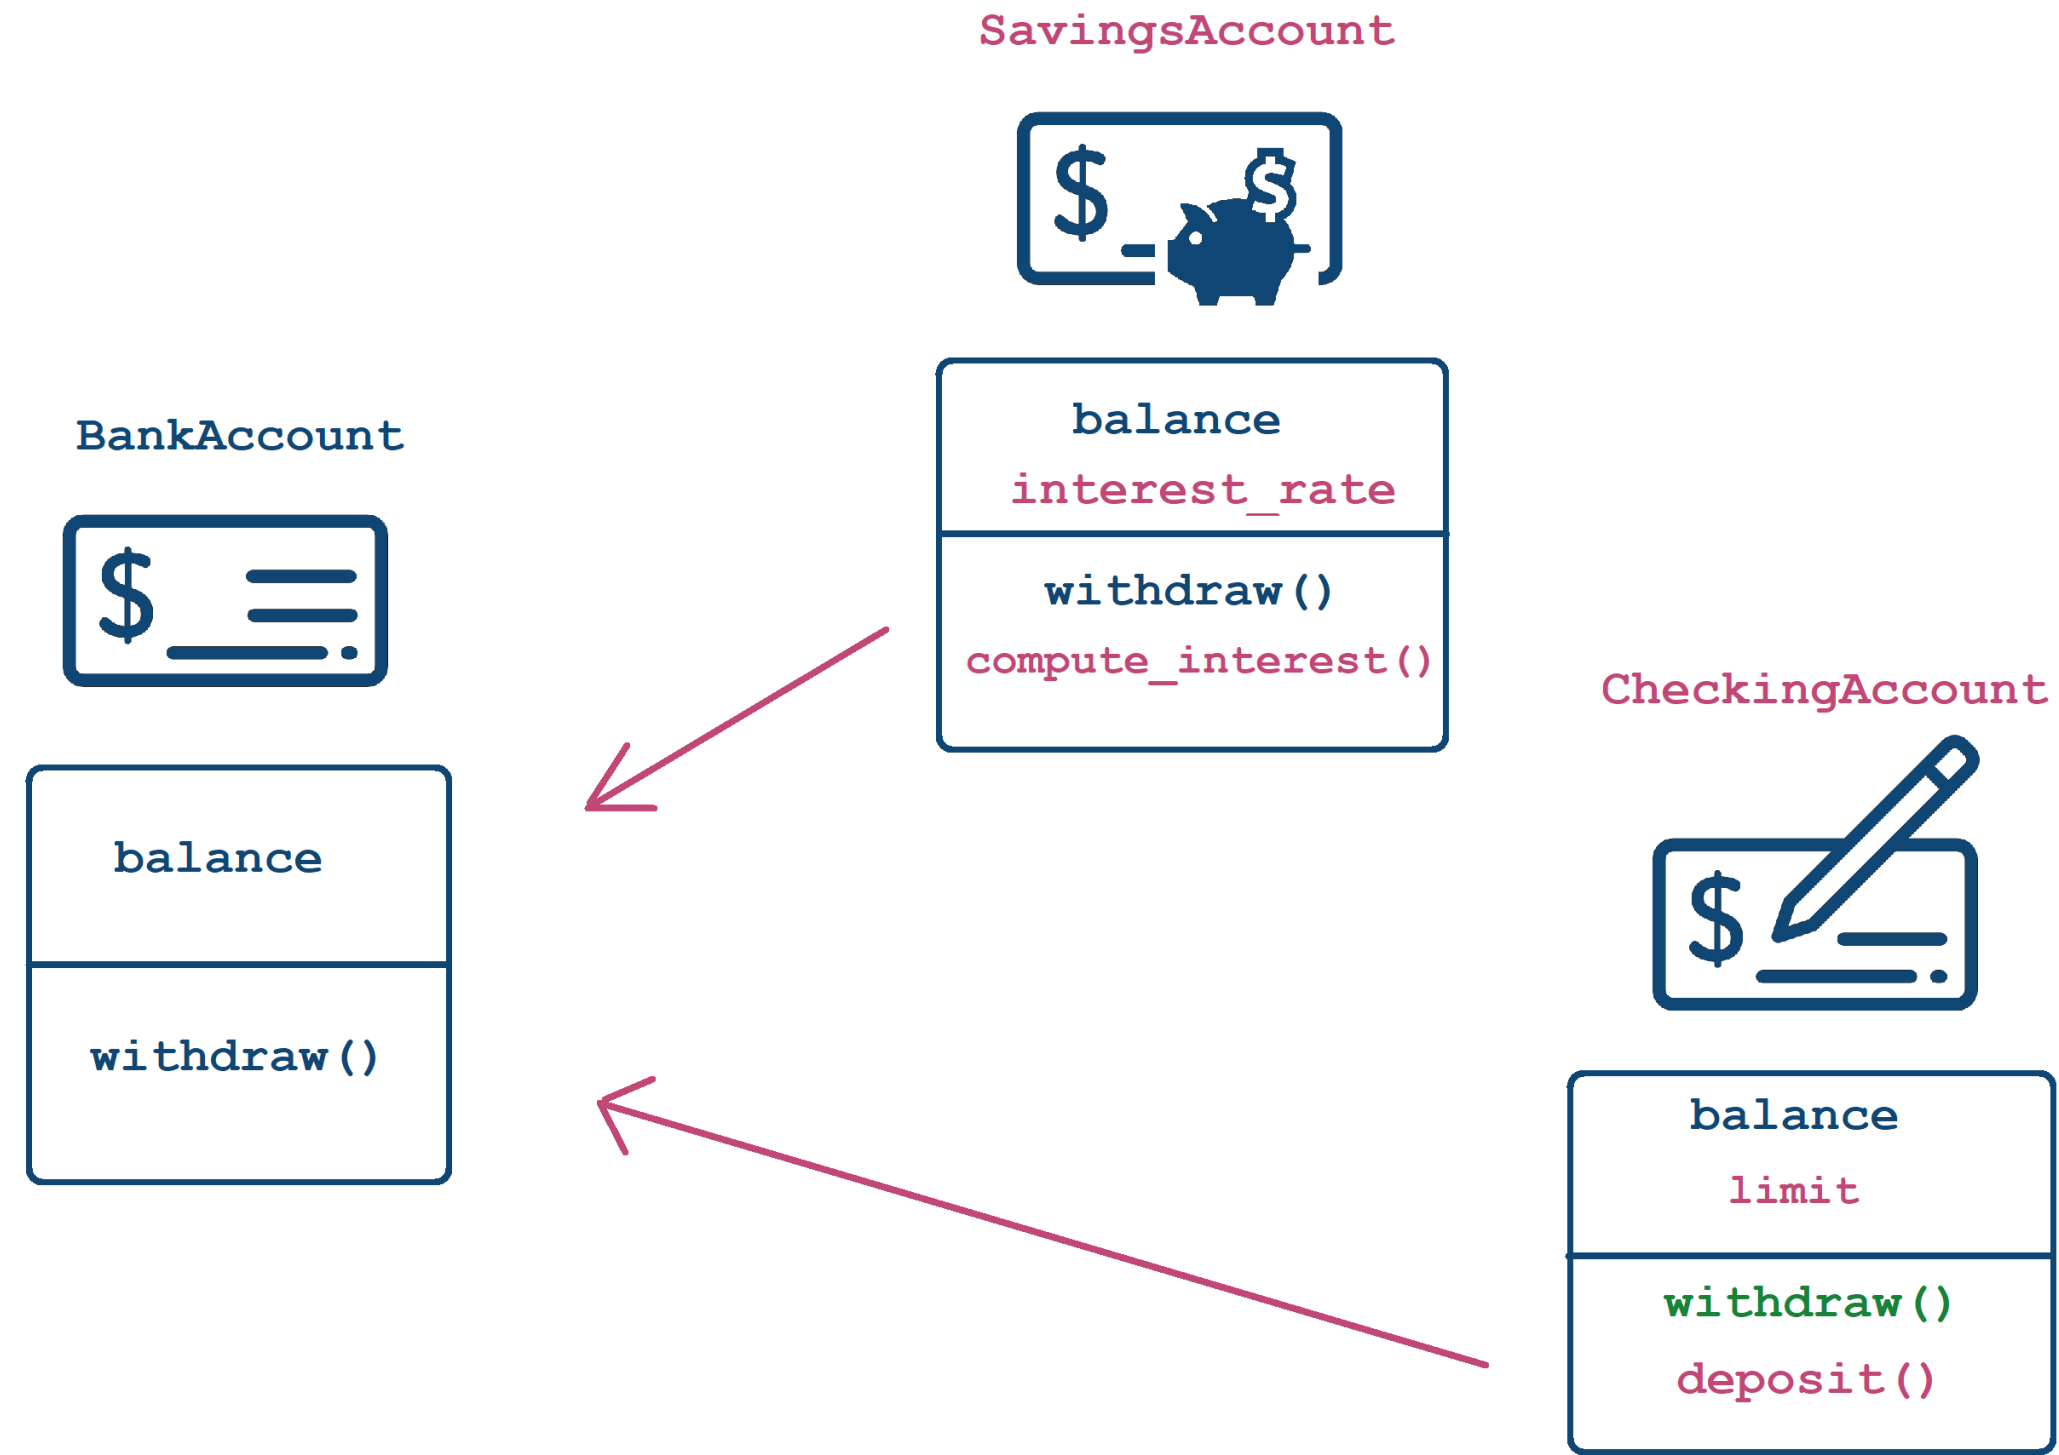 BankAccount
$
balance
withdraw()
SavingsAccount
$
$
balance
interest_rate
withdraw()
compute_interest()
CheckingAccount
$
balance
limit
withdraw()
deposit()